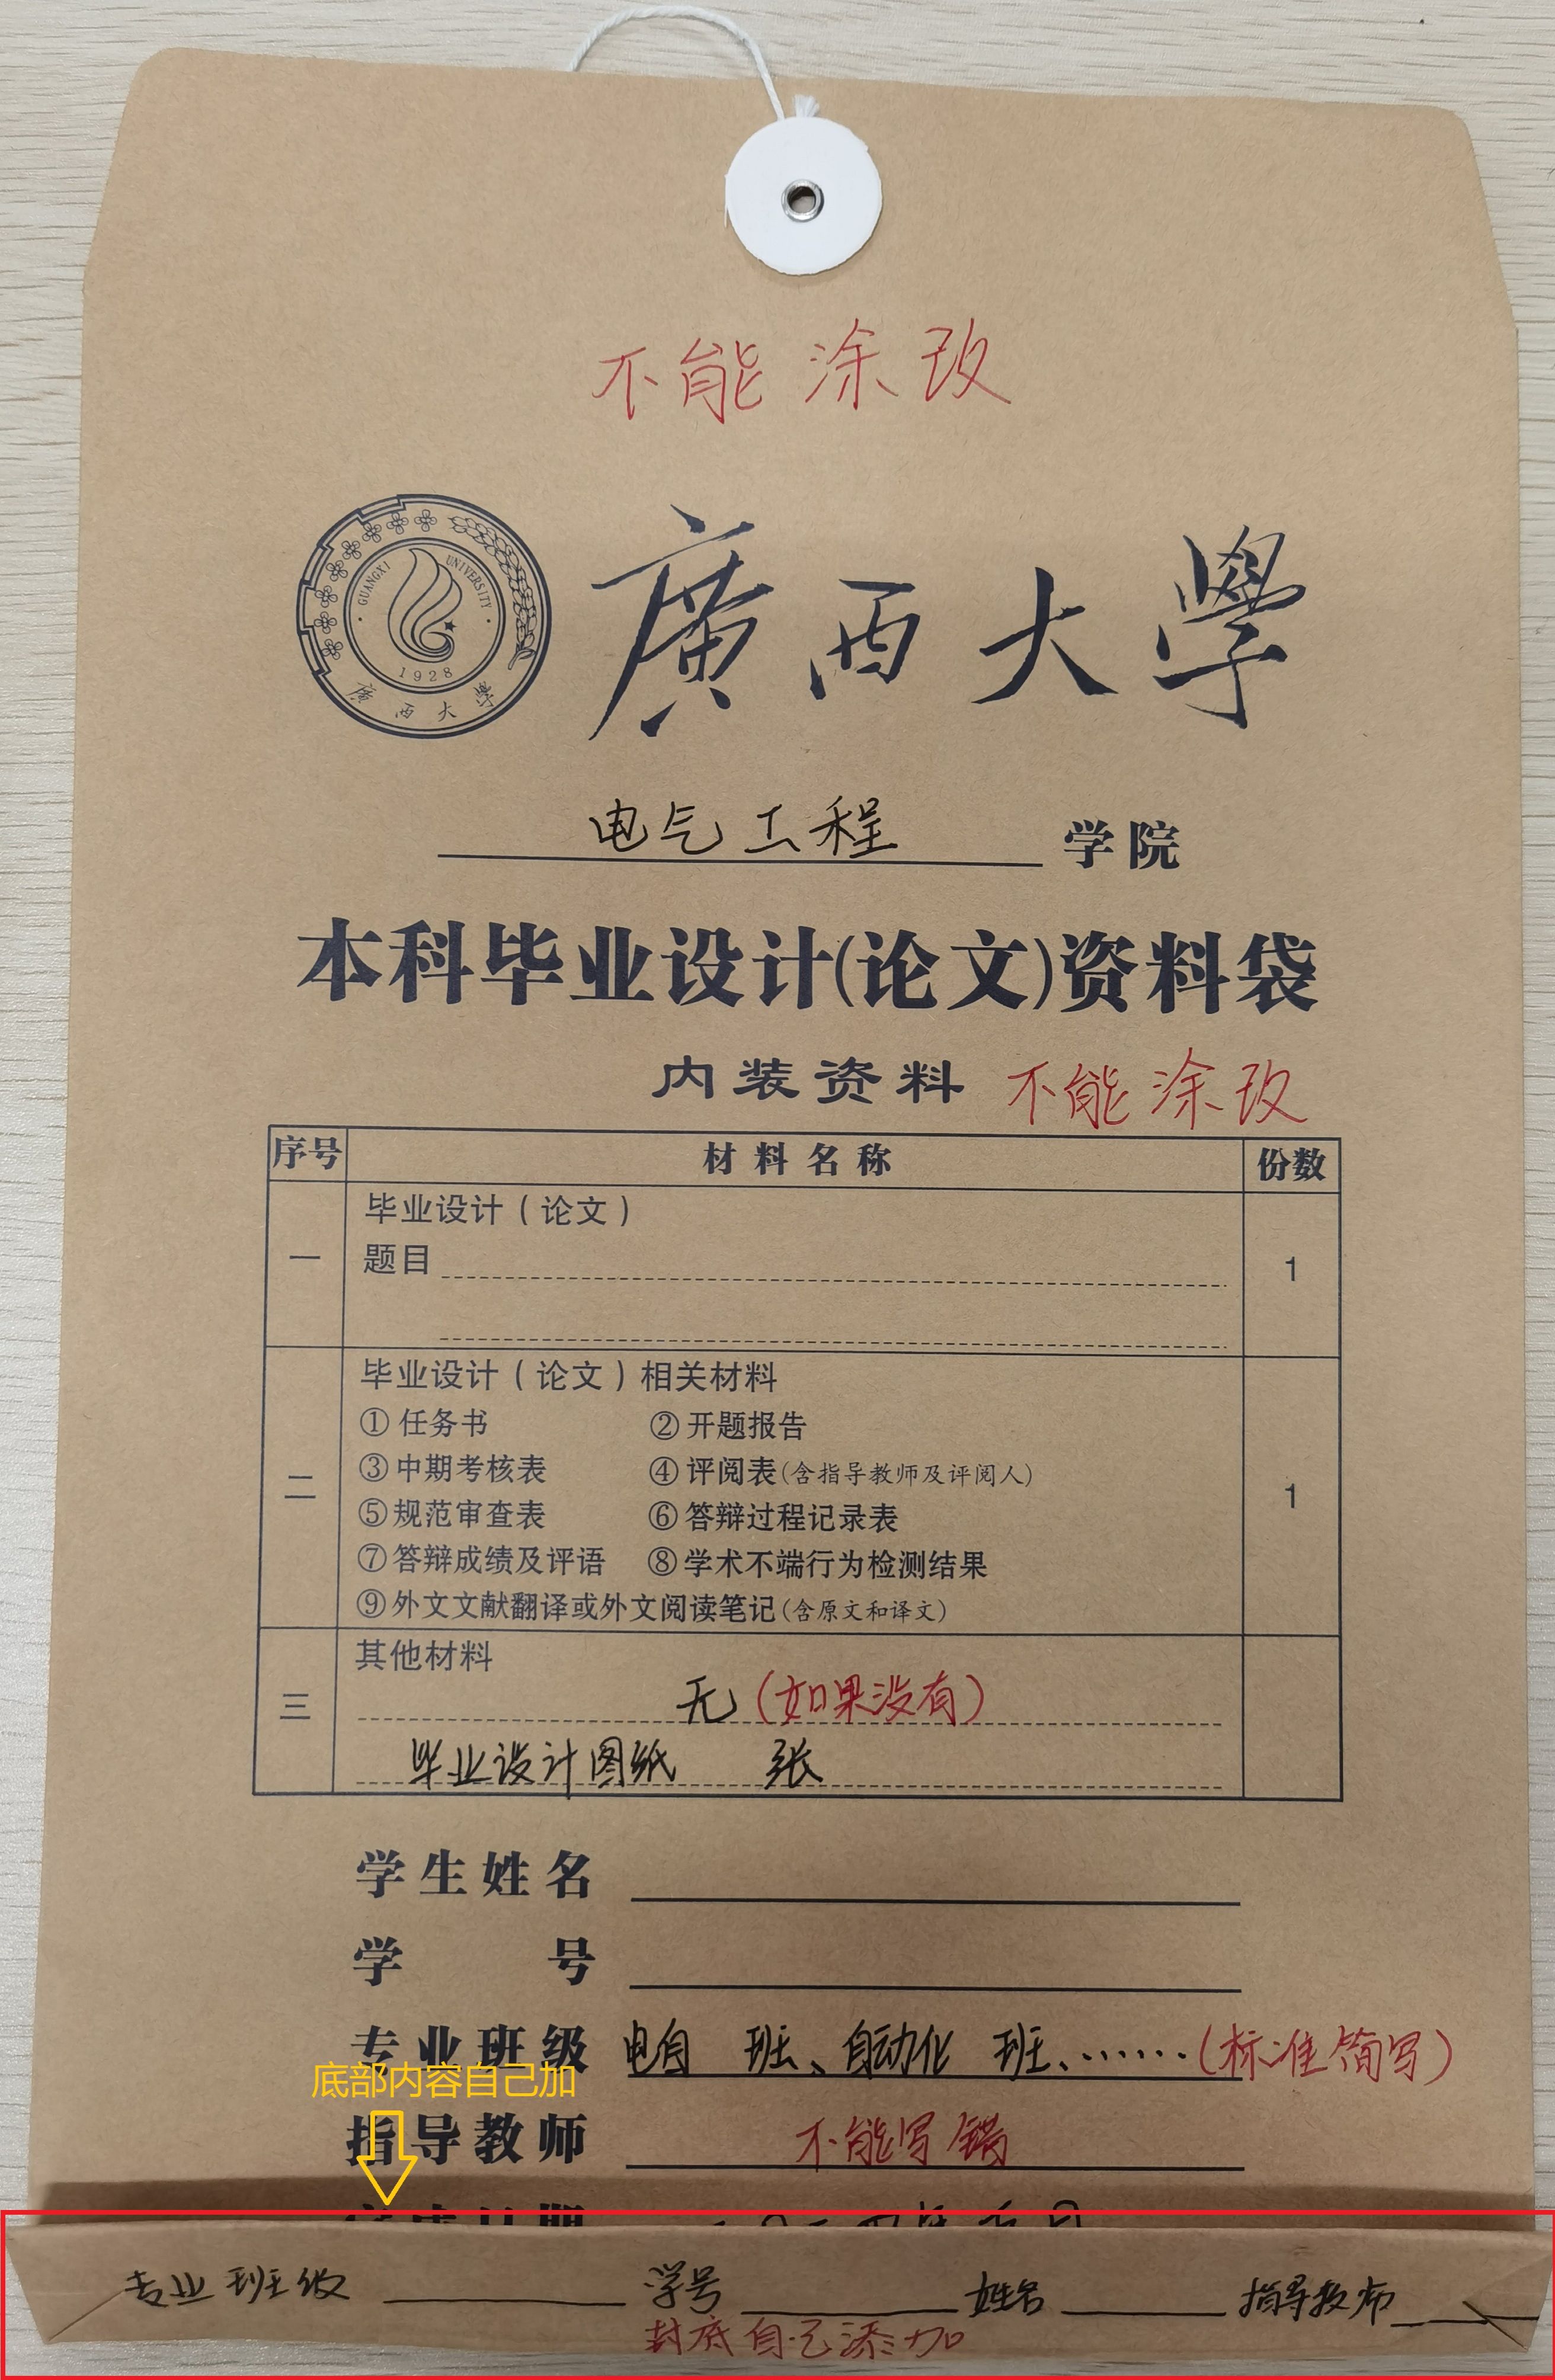 不能涂改
GUANGXI UNIVERSITY
1928
廣西大學
廣西大學
电气工程 学院
本科毕业设计(论文)资料袋
内装资料 不能涂改
序号 材料名称 份数
一 毕业设计(论文) 1
题目
二 毕业设计(论文)相关材料 1
①任务书 ②开题报告
③中期考核表 ④评阅表(含指导教师及评阅人)
⑤规范审查表 ⑥答辩过程记录表
⑦答辩成绩及评语 ⑧学术不端行为检测结果
⑨外文文献翻译或外文阅读笔记(含原文和译文)
三 其他材料
无(如果没有)
毕业设计图纸 张
学生姓名
学号
专业班级 电自 班、自动化 班、……(标准简写)
底部内容自己加
指导教师 不能写错
专业班级 学号 姓名 指导教师
封底自己添加